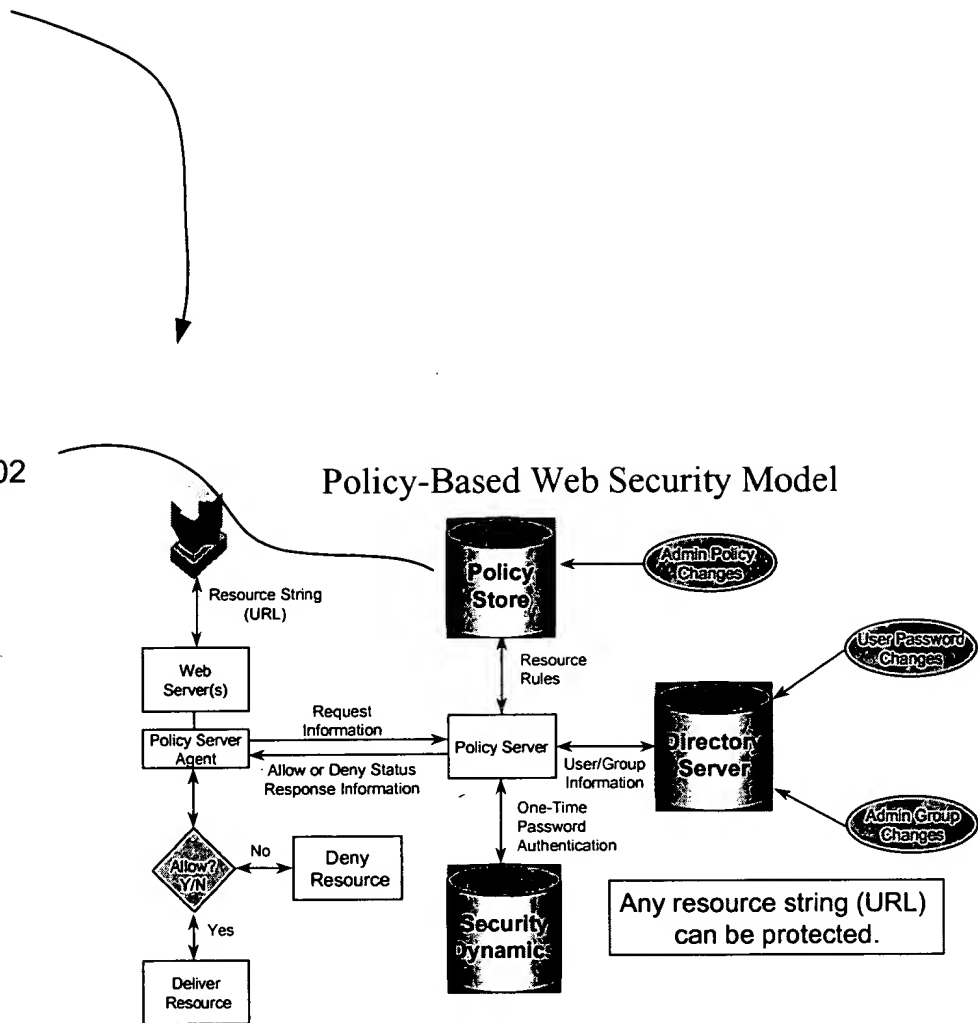 02
Policy-Based Web Security Model
Resource String
(URL)
Policy
Store
Admin Policy
Changes
Web
Server(s)
Resource
Rules
User Password
Changes
Request
Information
Policy Server
Agent
Policy Server
Directory
Server
Allow or Deny Status
Response Information
User/Group
Information
One-Time
Password
Authentication
Admin Group
Changes
Allow?
Y/N
No
Deny
Resource
Yes
Security
Dynamic
Any resource string (URL)
can be protected.
Deliver
Resource